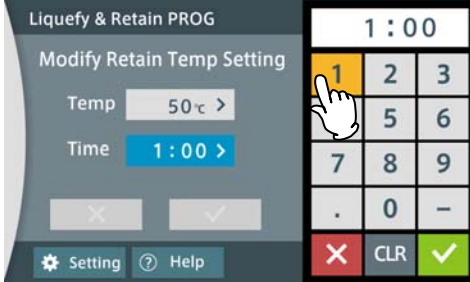 Liquefy & Retain PROG
Modify Retain Temp Setting
Temp 50℃ >
Time 1:00 >
Setting Help
1:00
1 2 3
5 6
7 8 9
. 0 –
CLR